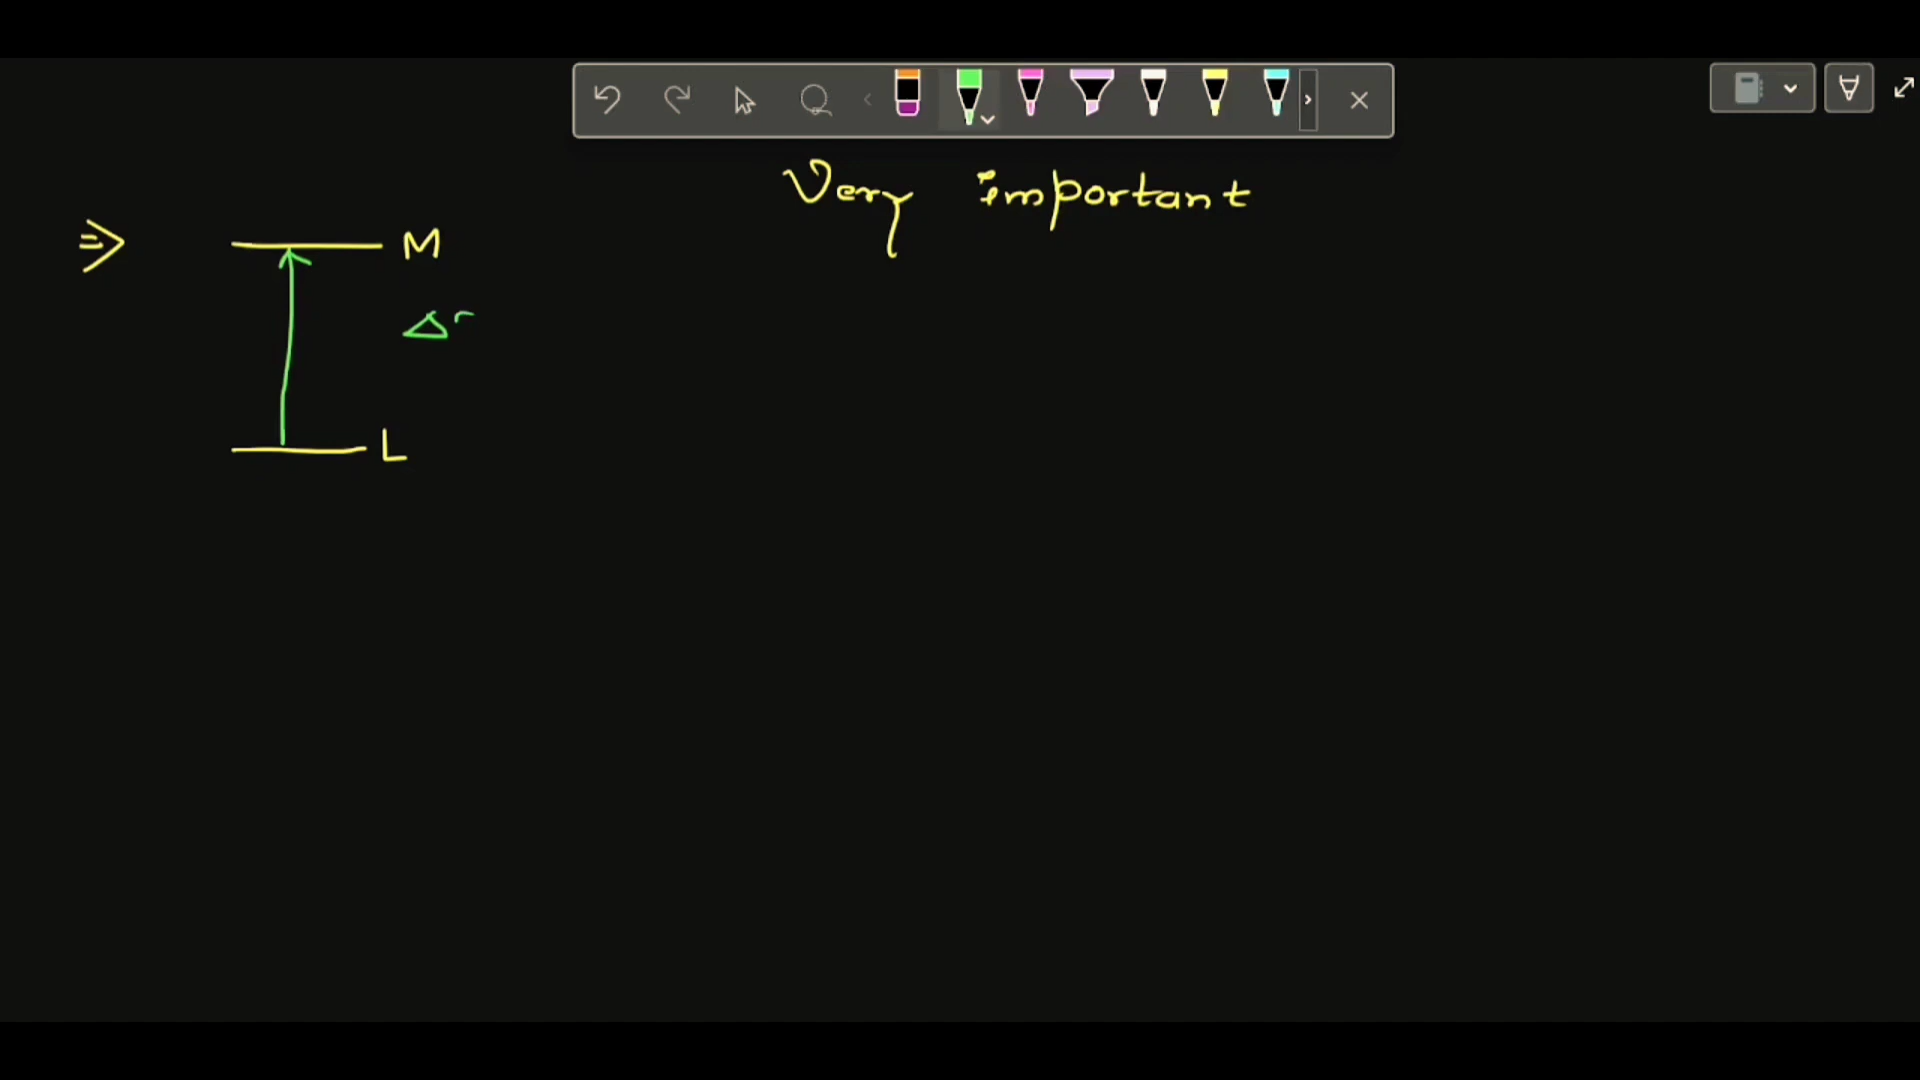 Very important
⇒ M
Δ
L